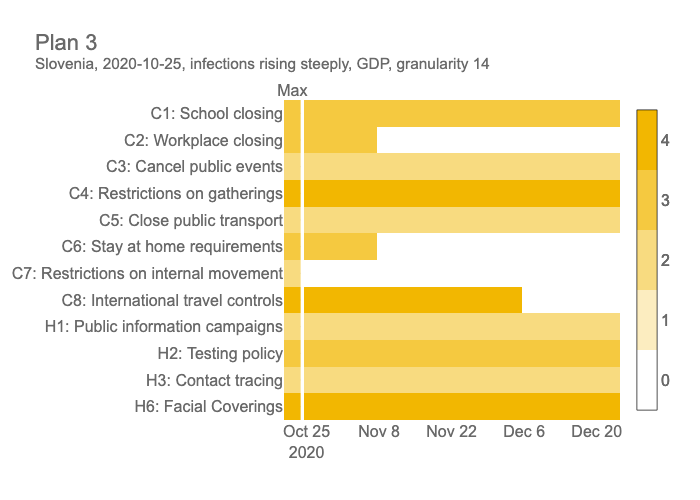 Plan 3
Slovenia, 2020-10-25, infections rising steeply, GDP, granularity 14
Max
C1: School closing
C2: Workplace closing
C3: Cancel public events
C4: Restrictions on gatherings
C5: Close public transport
C6: Stay at home requirements
C7: Restrictions on internal movement
C8: International travel controls
H1: Public information campaigns
H2: Testing policy
H3: Contact tracing
H6: Facial Coverings
Oct 25 Nov 8 Nov 22 Dec 6 Dec 20
2020
4
3
2
1
0